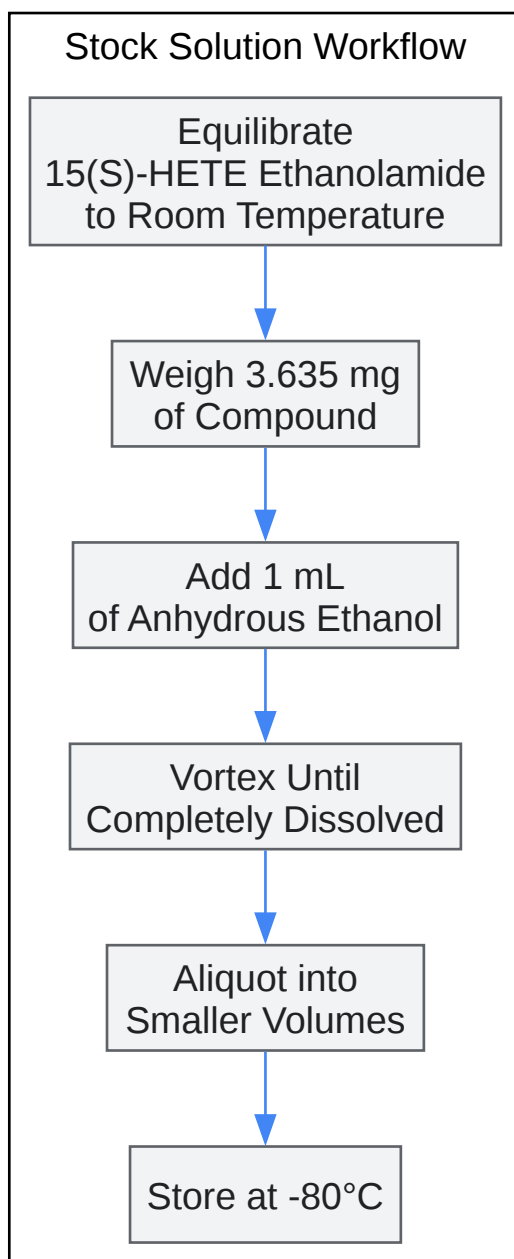 Stock Solution Workflow
Equilibrate
15(S)-HETE Ethanolamide
to Room Temperature
Weigh 3.635 mg
of Compound
Add 1 mL
of Anhydrous Ethanol
Vortex Until
Completely Dissolved
Aliquot into
Smaller Volumes
Store at -80°C